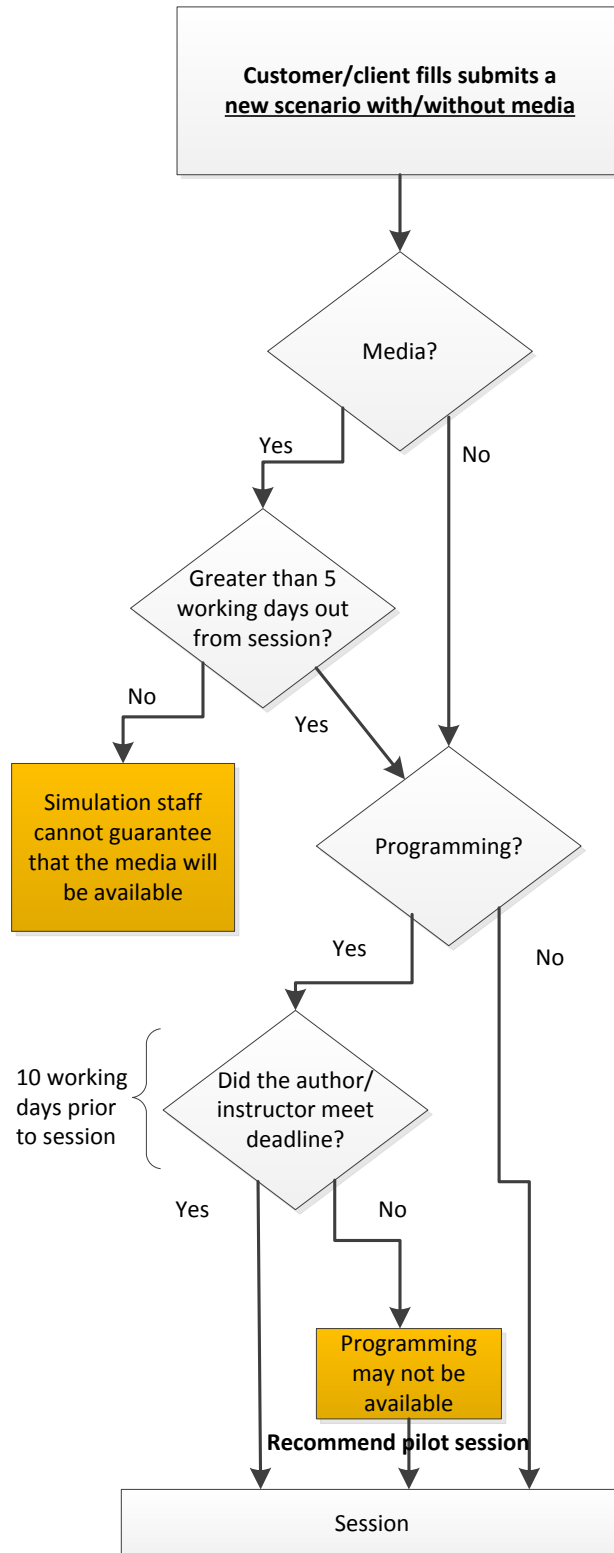 Customer/client fills submits a
new scenario with/without media
Media?
Yes
No
Greater than 5
working days out
from session?
No
Yes
Simulation staff
cannot guarantee
that the media will
be available
Programming?
Yes
No
10 working
days prior
to session
Did the author/
instructor meet
deadline?
Yes
No
Programming
may not be
available
Recommend pilot session
Session